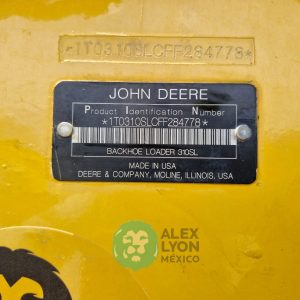 *1T0310SLCFF284778*
JOHN DEERE
Product Identification Number
*1T0310SLCFF284778*
BACKHOE LOADER 310SL
MADE IN USA
DEERE & COMPANY, MOLINE, ILLINOIS, USA
ALEX
LYON
MÉXICO